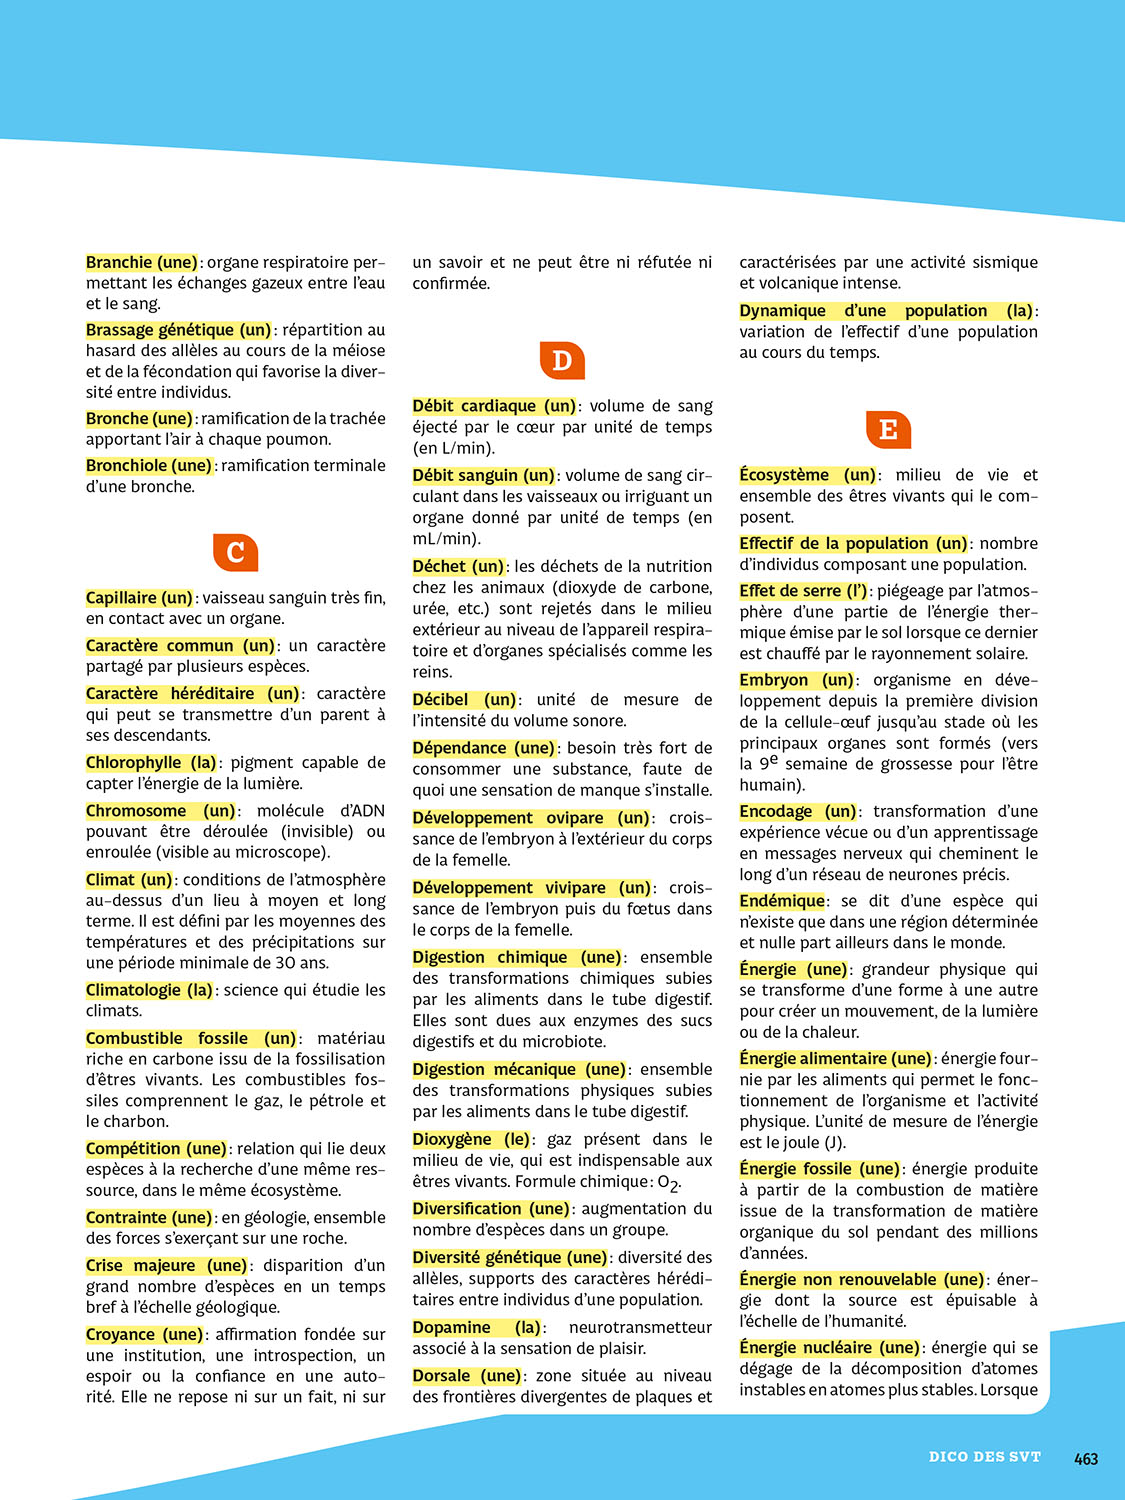 Branchie (une) : organe respiratoire per-
mettant les échanges gazeux entre l'eau
et le sang.
Brassage génétique (un) : répartition au
hasard des allèles au cours de la méiose
et de la fécondation qui favorise la diver-
sité entre individus.
Bronche (une) : ramification de la trachée
apportant l'air à chaque poumon.
Bronchiole (une) : ramification terminale
d'une bronche.
C
Capillaire (un) : vaisseau sanguin très fin,
en contact avec un organe.
Caractère commun (un) : un caractère
partagé par plusieurs espèces.
Caractère héréditaire (un) : caractère
qui peut se transmettre d'un parent à
ses descendants.
Chlorophylle (la) : pigment capable de
capter l'énergie de la lumière.
Chromosome (un) : molécule d'ADN
pouvant être déroulée (invisible) ou
enroulée (visible au microscope).
Climat (un) : conditions de l'atmosphère
au-dessus d'un lieu à moyen et long
terme. Il est défini par les moyennes des
températures et des précipitations sur
une période minimale de 30 ans.
Climatologie (la) : science qui étudie les
climats.
Combustible fossile (un) : matériau
riche en carbone issu de la fossilisation
d'êtres vivants. Les combustibles fos-
siles comprennent le gaz, le pétrole et
le charbon.
Compétition (une) : relation qui lie deux
espèces à la recherche d'une même res-
source, dans le même écosystème.
Contrainte (une) : en géologie, ensemble
des forces s'exerçant sur une roche.
Crise majeure (une) : disparition d'un
grand nombre d'espèces en un temps
bref à l'échelle géologique.
Croyance (une) : affirmation fondée sur
une institution, une introspection, un
espoir ou la confiance en une auto-
rité. Elle ne repose ni sur un fait, ni sur
un savoir et ne peut être ni réfutée ni
confirmée.
D
Débit cardiaque (un) : volume de sang
éjecté par le cœur par unité de temps
(en L/min).
Débit sanguin (un) : volume de sang cir-
culant dans les vaisseaux ou irriguant un
organe donné par unité de temps (en
mL/min).
Déchet (un) : les déchets de la nutrition
chez les animaux (dioxyde de carbone,
urée, etc.) sont rejetés dans le milieu
extérieur au niveau de l'appareil respira-
toire et d'organes spécialisés comme les
reins.
Décibel (un) : unité de mesure de
l'intensité du volume sonore.
Dépendance (une) : besoin très fort de
consommer une substance, faute de
quoi une sensation de manque s'installe.
Développement ovipare (un) : crois-
sance de l'embryon à l'extérieur du corps
de la femelle.
Développement vivipare (un) : crois-
sance de l'embryon puis du fœtus dans
le corps de la femelle.
Digestion chimique (une) : ensemble
des transformations chimiques subies
par les aliments dans le tube digestif.
Elles sont dues aux enzymes des sucs
digestifs et du microbiote.
Digestion mécanique (une) : ensemble
des transformations physiques subies
par les aliments dans le tube digestif.
Dioxygène (le) : gaz présent dans le
milieu de vie, qui est indispensable aux
êtres vivants. Formule chimique : O2.
Diversification (une) : augmentation du
nombre d'espèces dans un groupe.
Diversité génétique (une) : diversité des
allèles, supports des caractères hérédi-
taires entre individus d'une population.
Dopamine (la) : neurotransmetteur
associé à la sensation de plaisir.
Dorsale (une) : zone située au niveau
des frontières divergentes de plaques et
caractérisées par une activité sismique
et volcanique intense.
Dynamique d'une population (la) :
variation de l'effectif d'une population
au cours du temps.
E
Écosystème (un) : milieu de vie et
ensemble des êtres vivants qui le com-
posent.
Effectif de la population (un) : nombre
d'individus composant une population.
Effet de serre (l') : piégeage par l'atmos-
phère d'une partie de l'énergie ther-
mique émise par le sol lorsque ce dernier
est chauffé par le rayonnement solaire.
Embryon (un) : organisme en déve-
loppement depuis la première division
de la cellule-œuf jusqu'au stade où les
principaux organes sont formés (vers
la 9e semaine de grossesse pour l'être
humain).
Encodage (un) : transformation d'une
expérience vécue ou d'un apprentissage
en messages nerveux qui cheminent le
long d'un réseau de neurones précis.
Endémique : se dit d'une espèce qui
n'existe que dans une région déterminée
et nulle part ailleurs dans le monde.
Énergie (une) : grandeur physique qui
se transforme d'une forme à une autre
pour créer un mouvement, de la lumière
ou de la chaleur.
Énergie alimentaire (une) : énergie four-
nie par les aliments qui permet le fonc-
tionnement de l'organisme et l'activité
physique. L'unité de mesure de l'énergie
est le joule (J).
Énergie fossile (une) : énergie produite
à partir de la combustion de matière
issue de la transformation de matière
organique du sol pendant des millions
d'années.
Énergie non renouvelable (une) : éner-
gie dont la source est épuisable à
l'échelle de l'humanité.
Énergie nucléaire (une) : énergie qui se
dégage de la décomposition d'atomes
instables en atomes plus stables. Lorsque
DICO DES SVT 463